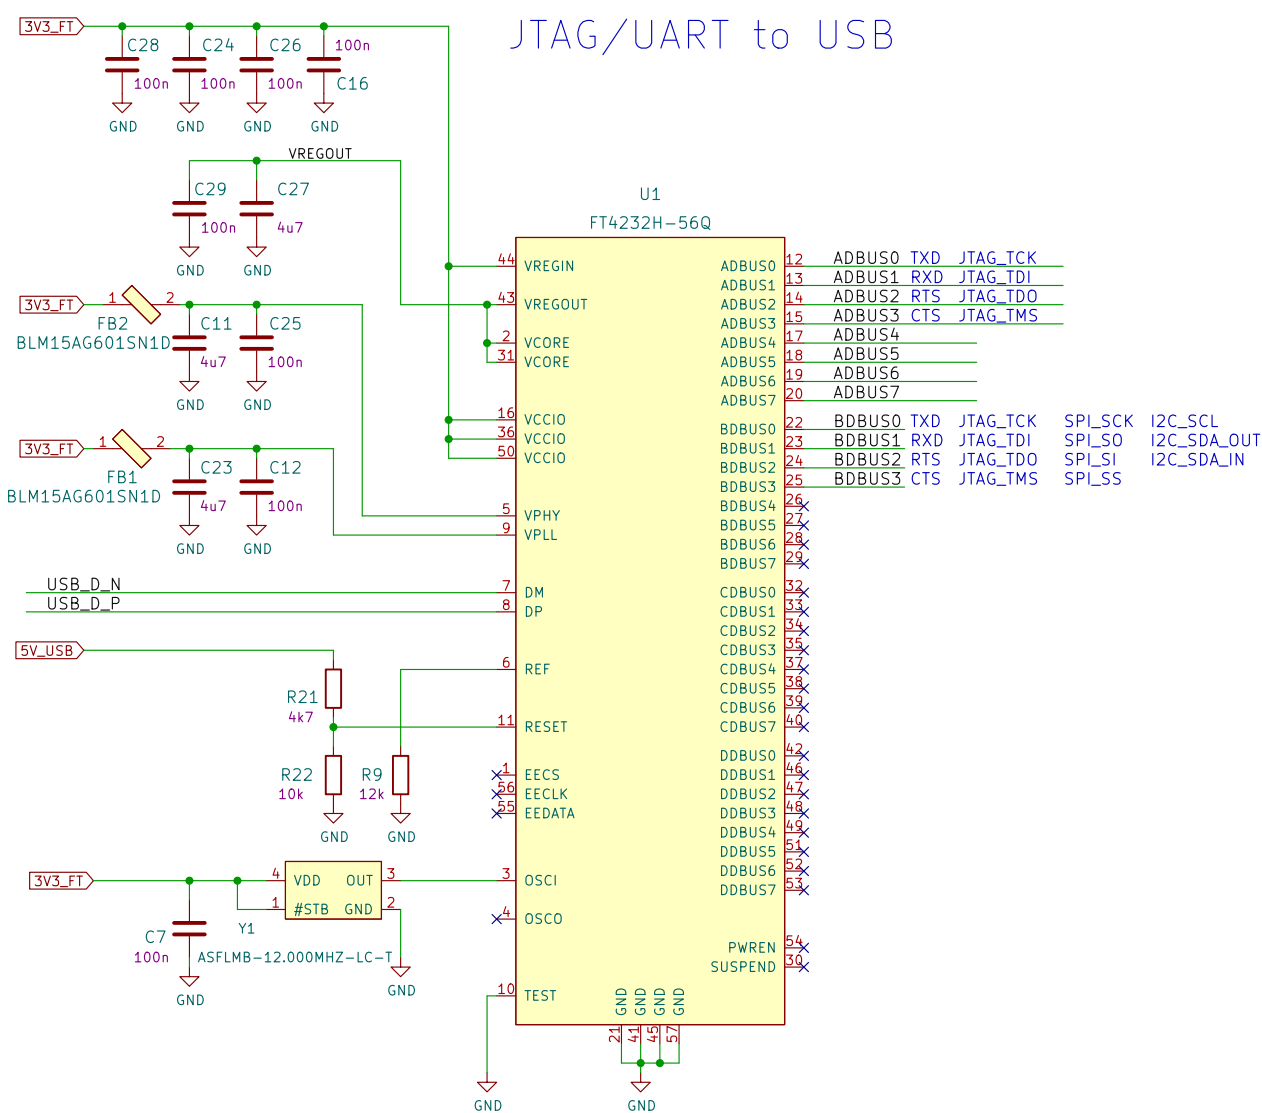 JTAG/UART to USB
3V3_FT
C28
100n
GND
C24
100n
GND
C26
100n
GND
100n
C16
GND
VREGOUT
C29
100n
GND
C27
4u7
GND
3V3_FT
1
2
FB2
BLM15AG601SN1D
C11
4u7
GND
C25
100n
GND
3V3_FT
1
2
FB1
BLM15AG601SN1D
C23
4u7
GND
C12
100n
GND
USB_D_N
USB_D_P
5V_USB
R21
4k7
R22
10k
GND
R9
12k
GND
3V3_FT
C7
100n
GND
4 VDD OUT 3
1 #STB GND 2
Y1
ASFLMB-12.000MHZ-LC-T
GND
U1
FT4232H-56Q
44 VREGIN
43 VREGOUT
2 VCORE
31 VCORE
16 VCCIO
36 VCCIO
50 VCCIO
5 VPHY
9 VPLL
7 DM
8 DP
6 REF
11 RESET
1 EECS
56 EECLK
55 EEDATA
3 OSCI
4 OSCO
10 TEST
GND
ADBUS0 12 ADBUS0 TXD JTAG_TCK
ADBUS1 13 ADBUS1 RXD JTAG_TDI
ADBUS2 14 ADBUS2 RTS JTAG_TDO
ADBUS3 15 ADBUS3 CTS JTAG_TMS
ADBUS4 17 ADBUS4
ADBUS5 18 ADBUS5
ADBUS6 19 ADBUS6
ADBUS7 20 ADBUS7
BDBUS0 22 BDBUS0 TXD JTAG_TCK SPI_SCK I2C_SCL
BDBUS1 23 BDBUS1 RXD JTAG_TDI SPI_SO I2C_SDA_OUT
BDBUS2 24 BDBUS2 RTS JTAG_TDO SPI_SI I2C_SDA_IN
BDBUS3 25 BDBUS3 CTS JTAG_TMS SPI_SS
BDBUS4 26
BDBUS5 27
BDBUS6 28
BDBUS7 29
CDBUS0 32
CDBUS1 33
CDBUS2 34
CDBUS3 35
CDBUS4 37
CDBUS5 38
CDBUS6 39
CDBUS7 40
DDBUS0 42
DDBUS1 46
DDBUS2 47
DDBUS3 48
DDBUS4 49
DDBUS5 51
DDBUS6 52
DDBUS7 53
PWREN 54
SUSPEND 30
GND 21
GND 41
GND 45
GND 57
GND